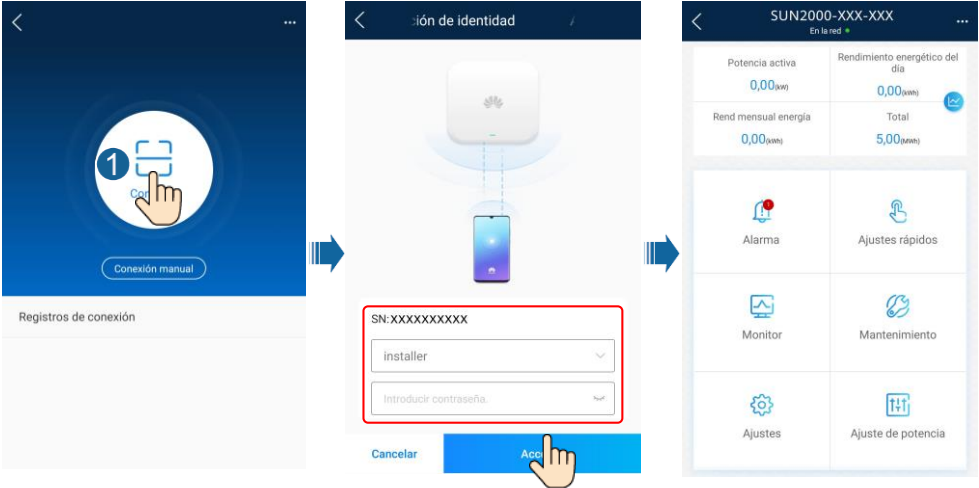 ...
1
Conexión manual
Registros de conexión
ción de identidad
SN:XXXXXXXXXX
installer
Introducir contraseña.
Cancelar
SUN2000-XXX-XXX
...
En la red
Potencia activa
0,00(kW)
Rendimiento energético del
día
0,00(kWh)
Rend mensual energía
0,00(kWh)
Total
5,00(MWh)
Alarma
Ajustes rápidos
Monitor
Mantenimiento
Ajustes
Ajuste de potencia